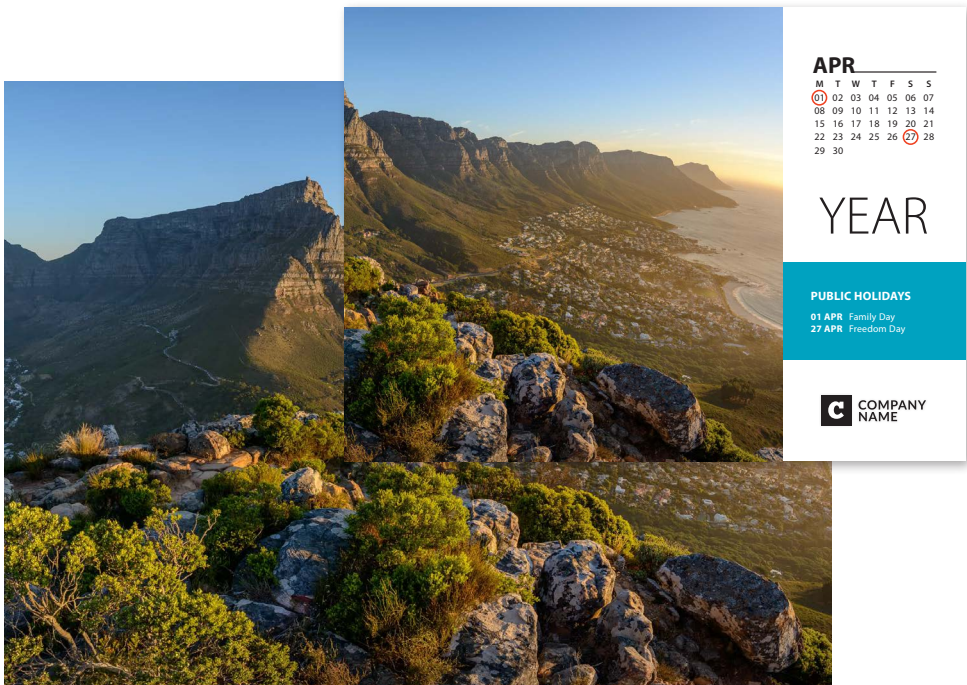 APR
M T W T F S S
01 02 03 04 05 06 07
08 09 10 11 12 13 14
15 16 17 18 19 20 21
22 23 24 25 26 27 28
29 30
YEAR
PUBLIC HOLIDAYS
01 APR Family Day
27 APR Freedom Day
C COMPANY
NAME